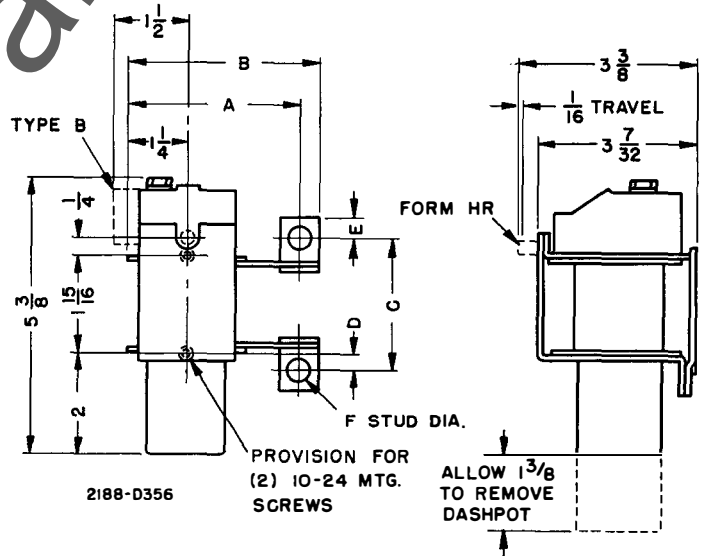 1 1/2
B
A
1 1/4
TYPE B
1/4
5 3/8
1 15/16
2
E
C
D
F STUD DIA.
PROVISION FOR
(2) 10-24 MTG.
SCREWS
2188-D356
3 3/8
1/16 TRAVEL
3 7/32
FORM HR
ALLOW 1 3/8
TO REMOVE
DASHPOT